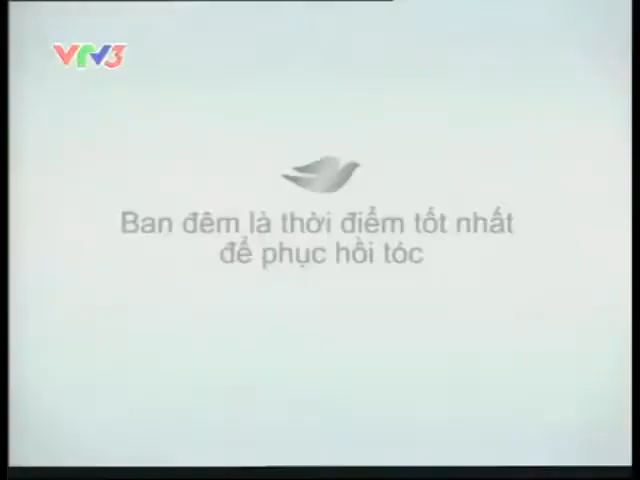 VTV3
Ban đêm là thời điểm tốt nhất
để phục hồi tóc